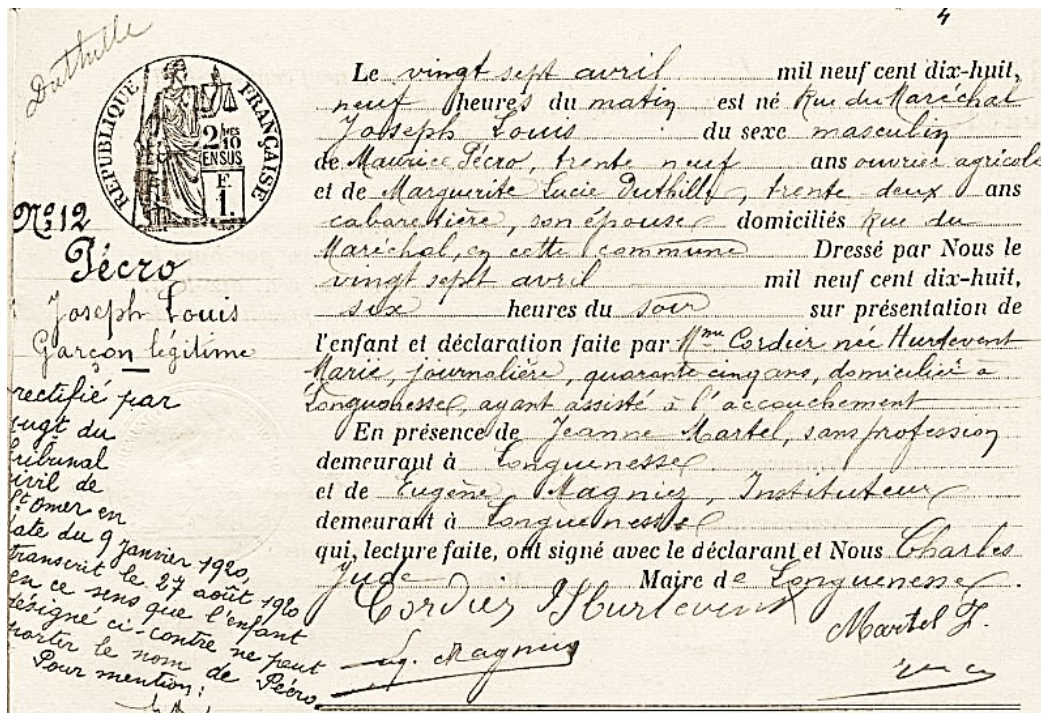 4
Duthille
RÉPUBLIQUE FRANÇAISE
2 10MES
EN SUS
F
1.
Nº 12
Pécro
Joseph Louis
Garçon légitime
rectifié par
jugt du
tribunal
civil de
St Omer en
date du 9 janvier 1920,
transcrit le 27 août 1920
en ce sens que l'enfant
désigné ci-contre ne peut
porter le nom de Pécro.
Pour mention:
Le vingt sept avril mil neuf cent dix-huit,
neuf heures du matin est né Rue du Maréchal
Joseph Louis du sexe masculin
de Maurice Pécro, trente neuf ans ouvrier agricole
et de Marguerite Lucie Duthille, trente deux ans
cabaretière, son épouse domiciliés Rue du
Maréchal, en cette commune Dressé par Nous le
vingt sept avril mil neuf cent dix-huit,
six heures du soir sur présentation de
l'enfant et déclaration faite par Mme Cordier née Hurtevent
Marie, journalière, quarante cinq ans, domiciliée à
Longuenesse, ayant assisté à l'accouchement
En présence de Jeanne Martel, sans profession
demeurant à Longuenesse
et de Eugène Magniez, Instituteur
demeurant à Longuenesse
qui, lecture faite, ont signé avec le déclarant et Nous Charles
Jude Maire de Longuenesse.
Cordier Hurtevent
Martel J.
Eug. Magniez